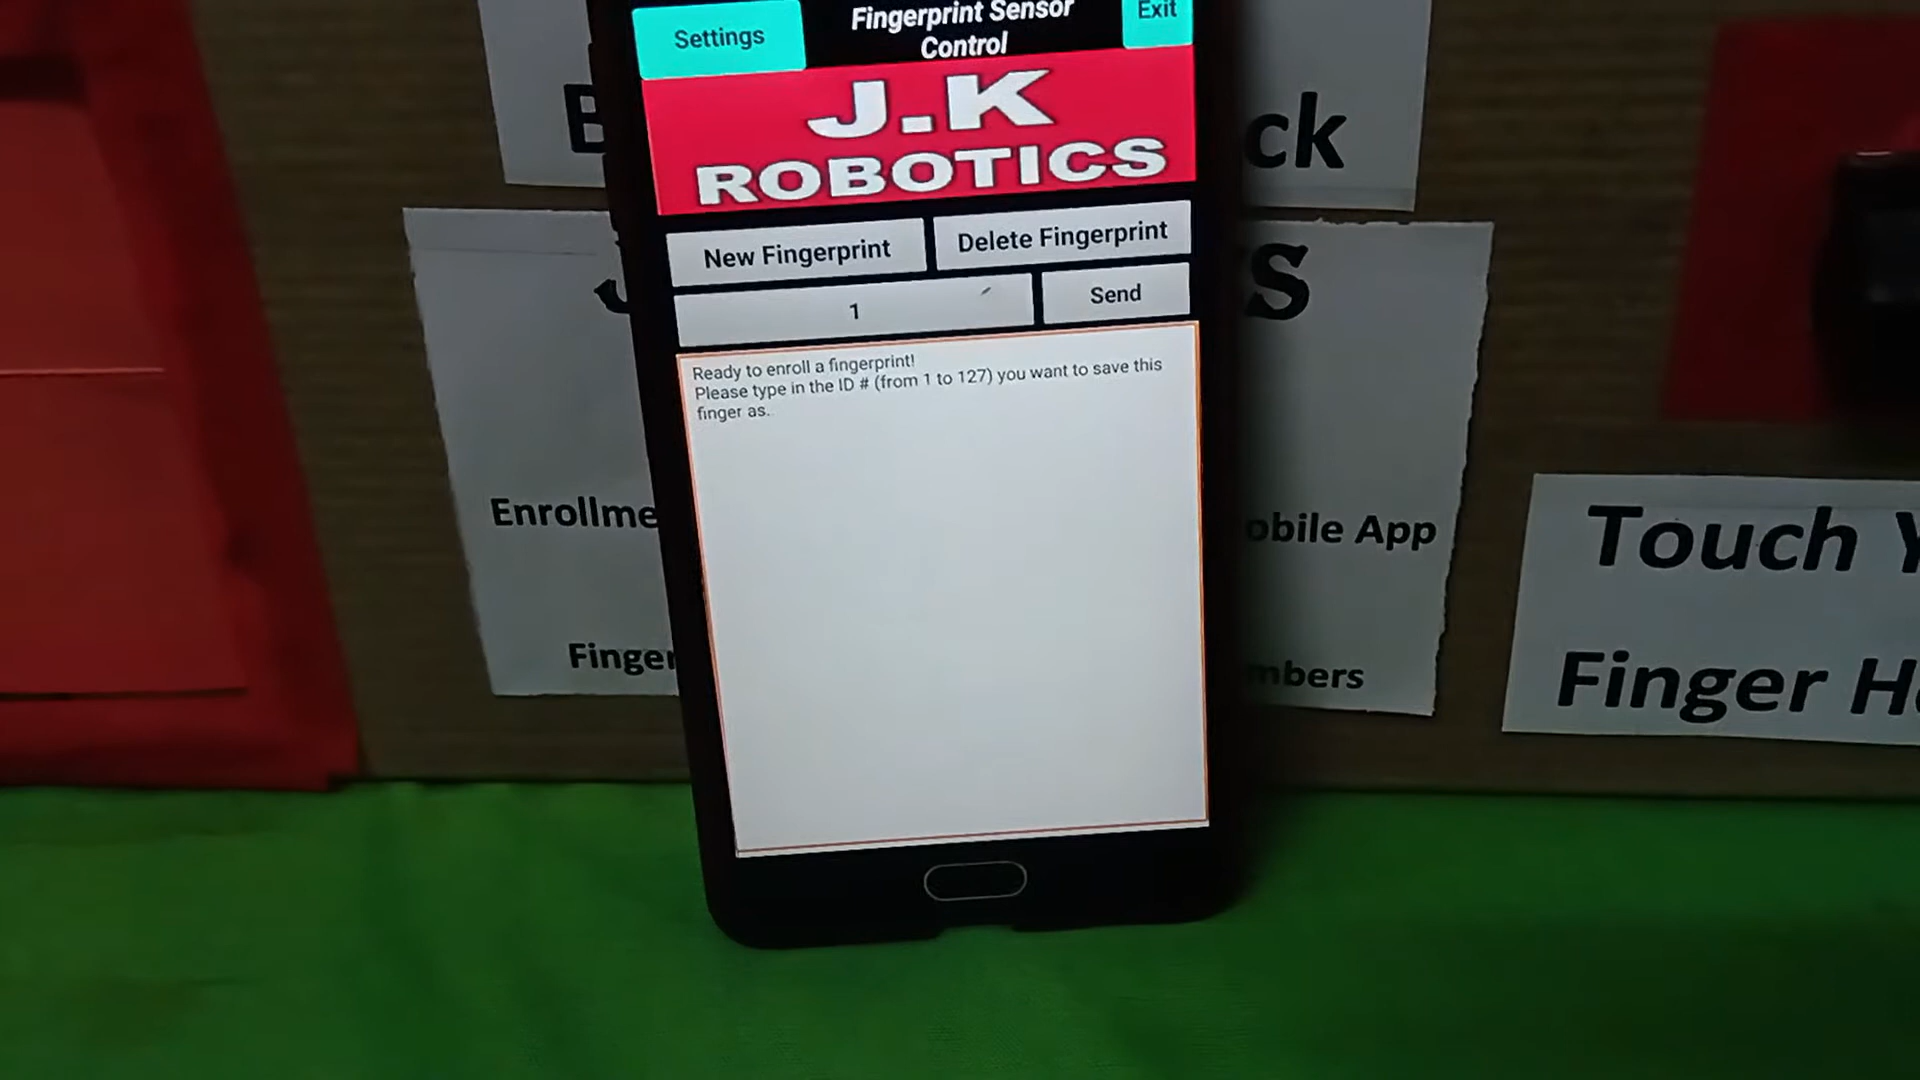 Settings
Fingerprint Sensor
Control
Exit
J.K
ROBOTICS
New Fingerprint
Delete Fingerprint
1
Send
Ready to enroll a fingerprint!
Please type in the ID # (from 1 to 127) you want to save this
finger as.
ck
S
Enrollme
obile App
Finger
mbers
Touch Y
Finger He